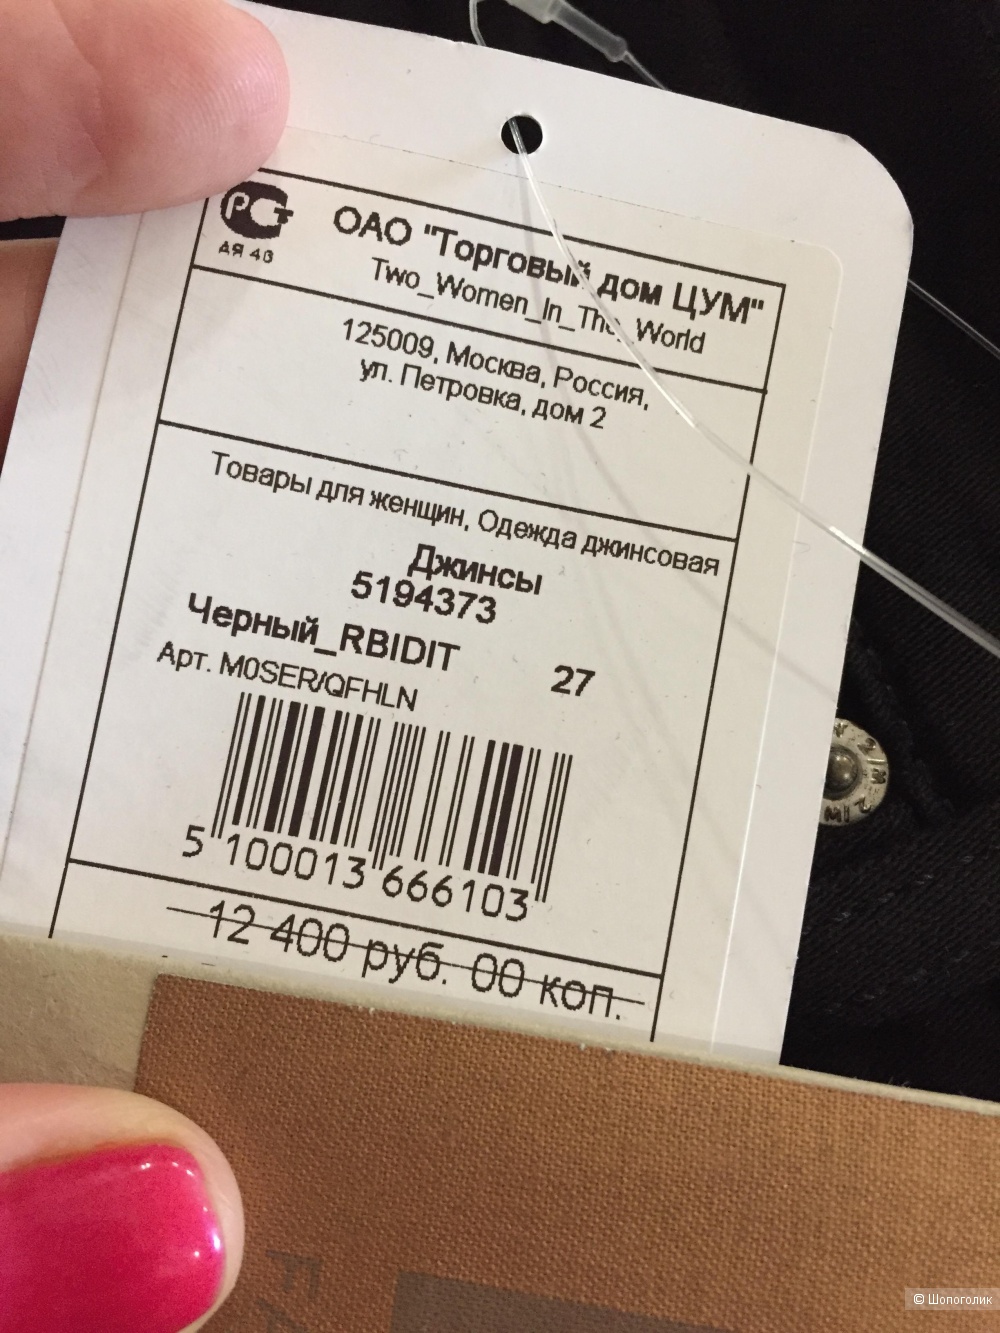 РСТ
АЯ 46
ОАО "Торговый дом ЦУМ"
Two_Women_In_The_World
125009, Москва, Россия,
ул. Петровка, дом 2
Товары для женщин, Одежда джинсовая
Джинсы
5194373
Черный_RBIDIT
27
Арт. M0SER/QFHLN
5 100013 666103
12 400 руб. 00 коп.
© Шопоголик